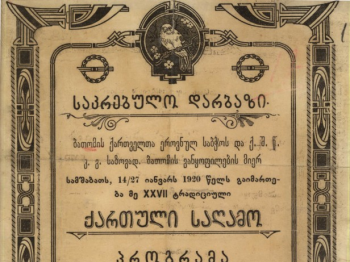 საკრებულო დარბაზი.
ბათომის ქართველთა ეროვნულ საბჭოს და ქ. შ. წ.
კ. გ. საზოგად. ბათომის განყოფილების მიერ
სამშაბათს, 14/27 იანვარს 1920 წელს გაიმართე-
ბა მე XXVII ტრადიციული
ქართული საღამო
პროგრამა